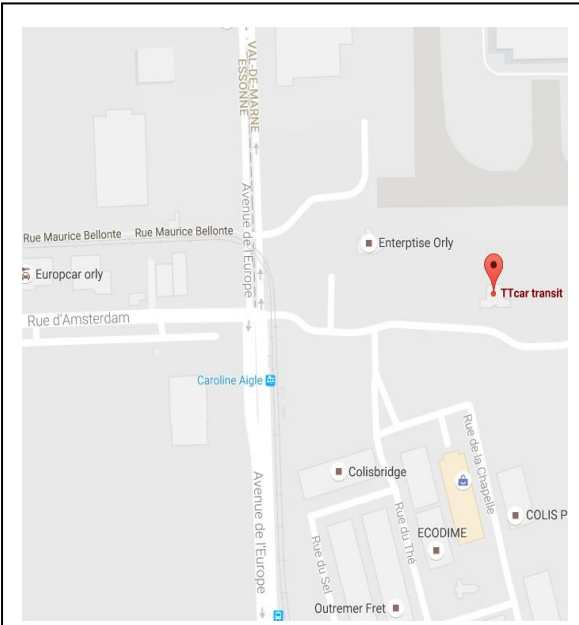 VAL-DE-MARNE
ESSONNE
Avenue de l'Europe
Rue Maurice Bellonte
Rue Maurice Bellonte
Enterptise Orly
Europcar orly
TTcar transit
Rue d'Amsterdam
Caroline Aigle
Rue de la Chapelle
Colisbridge
Avenue de l'Europe
COLIS P
ECODIME
Rue du Thé
Rue du Sel
Outremer Fret